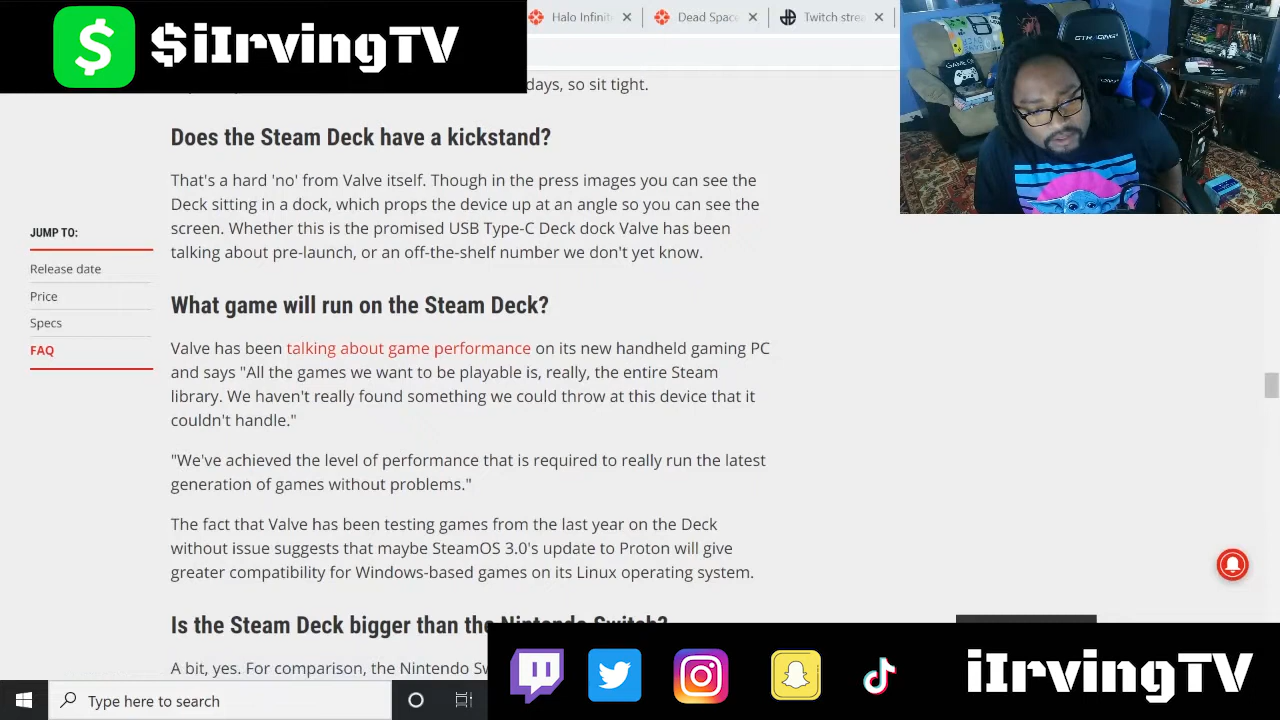 $iIrvingTV
Halo Infinit
Dead Space
Twitch strea
days, so sit tight.
Does the Steam Deck have a kickstand?
That's a hard 'no' from Valve itself. Though in the press images you can see the
Deck sitting in a dock, which props the device up at an angle so you can see the
screen. Whether this is the promised USB Type-C Deck dock Valve has been
talking about pre-launch, or an off-the-shelf number we don't yet know.
JUMP TO:
Release date
Price
Specs
FAQ
What game will run on the Steam Deck?
Valve has been talking about game performance on its new handheld gaming PC
and says "All the games we want to be playable is, really, the entire Steam
library. We haven't really found something we could throw at this device that it
couldn't handle."
"We've achieved the level of performance that is required to really run the latest
generation of games without problems."
The fact that Valve has been testing games from the last year on the Deck
without issue suggests that maybe SteamOS 3.0's update to Proton will give
greater compatibility for Windows-based games on its Linux operating system.
Is the Steam Deck bigger than the Nintendo Switch?
A bit, yes. For comparison, the Nintendo Sw
iIrvingTV
Type here to search